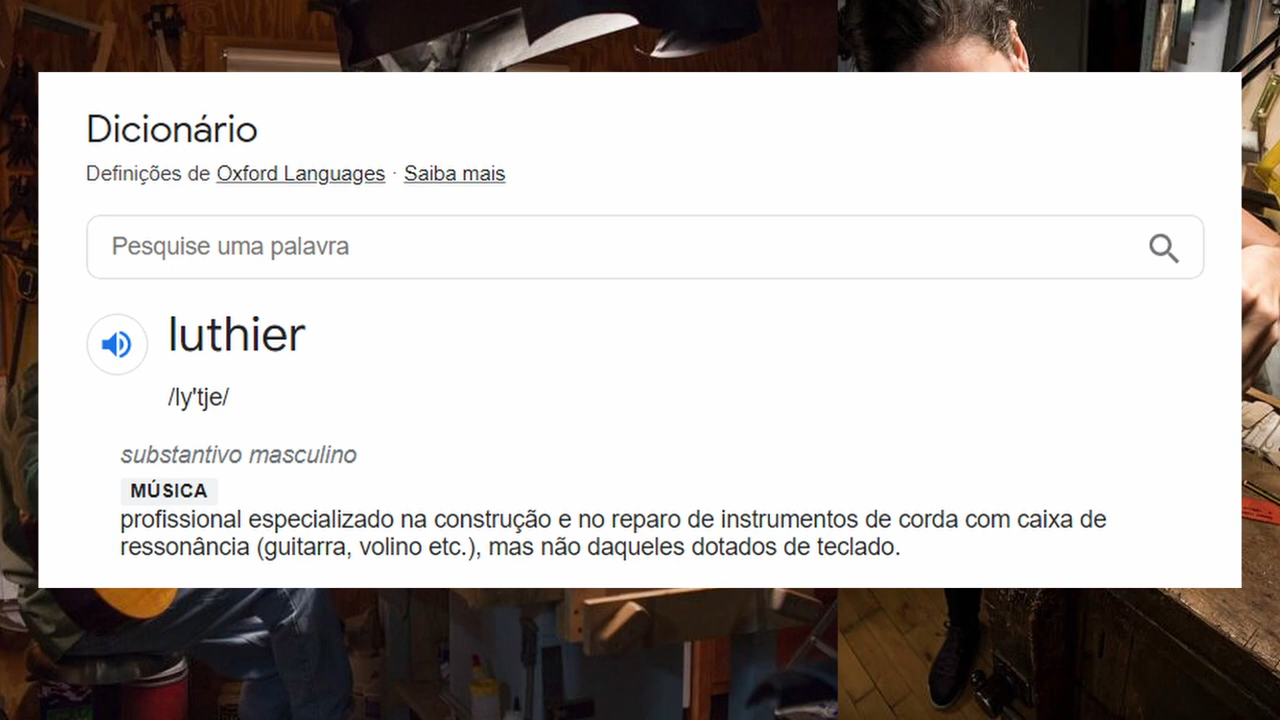 Dicionário
Definições de Oxford Languages · Saiba mais
Pesquise uma palavra
luthier
/ly'tje/
substantivo masculino
MÚSICA
profissional especializado na construção e no reparo de instrumentos de corda com caixa de
ressonância (guitarra, volino etc.), mas não daqueles dotados de teclado.